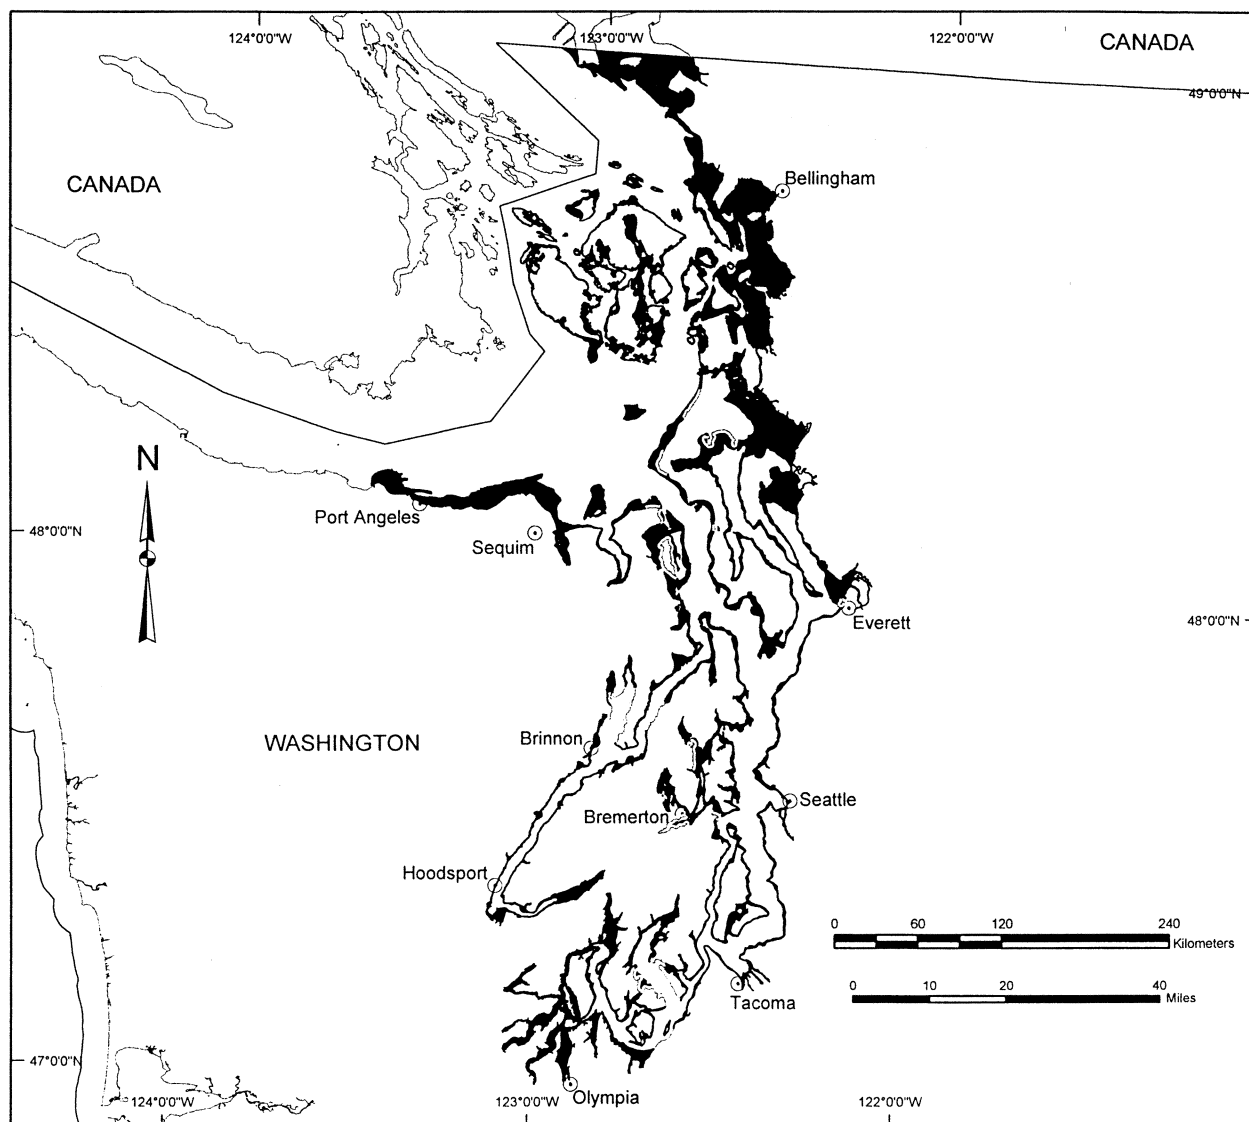 124°0'0"W
123°0'0"W
122°0'0"W
CANADA
49°0'0"N
CANADA
Bellingham
N
Port Angeles
48°0'0"N
Sequim
Everett
48°0'0"N
WASHINGTON
Brinnon
Seattle
Bremerton
Hoodsport
0 60 120 240
Kilometers
0 10 20 40
Miles
Tacoma
47°0'0"N
Olympia
124°0'0"W
123°0'0"W
122°0'0"W